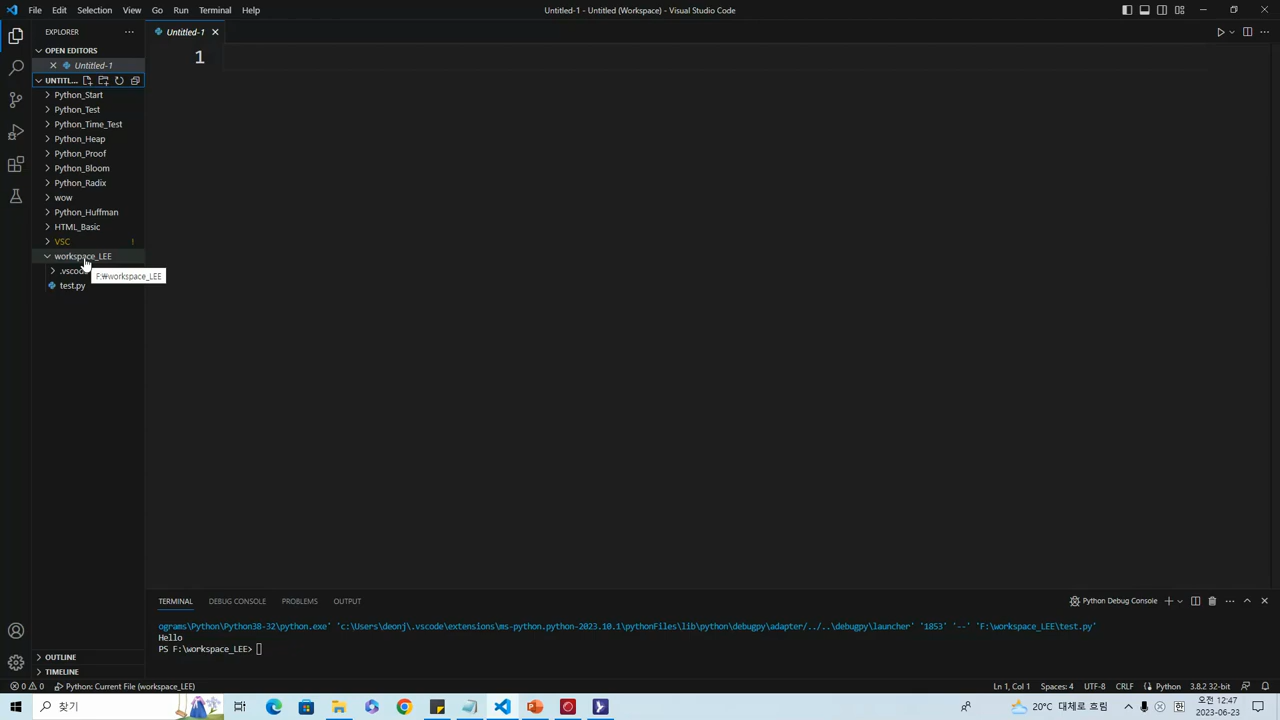 File Edit Selection View Go Run Terminal Help
Untitled-1 - Untitled (Workspace) - Visual Studio Code
EXPLORER
Untitled-1
OPEN EDITORS
Untitled-1
UNTITL...
Python_Start
Python_Test
Python_Time_Test
Python_Heap
Python_Proof
Python_Bloom
Python_Radix
wow
Python_Huffman
HTML_Basic
VSC !
workspace_LEE
.vscode
F:₩workspace_LEE
test.py
OUTLINE
TIMELINE
1
TERMINAL DEBUG CONSOLE PROBLEMS OUTPUT
Python Debug Console
ograms\Python\Python38-32\python.exe' 'c:\Users\deonj\.vscode\extensions\ms-python.python-2023.10.1\pythonFiles\lib\python\debugpy\adapter/../..\debugpy\launcher' '1853' '--' 'F:\workspace_LEE\test.py'
Hello
PS F:\workspace_LEE>
0 0 Python: Current File (workspace_LEE)
Ln 1, Col 1 Spaces: 4 UTF-8 CRLF Python 3.8.2 32-bit
찾기
20°C 대체로 흐림
한
오전 12:47
2023-06-23